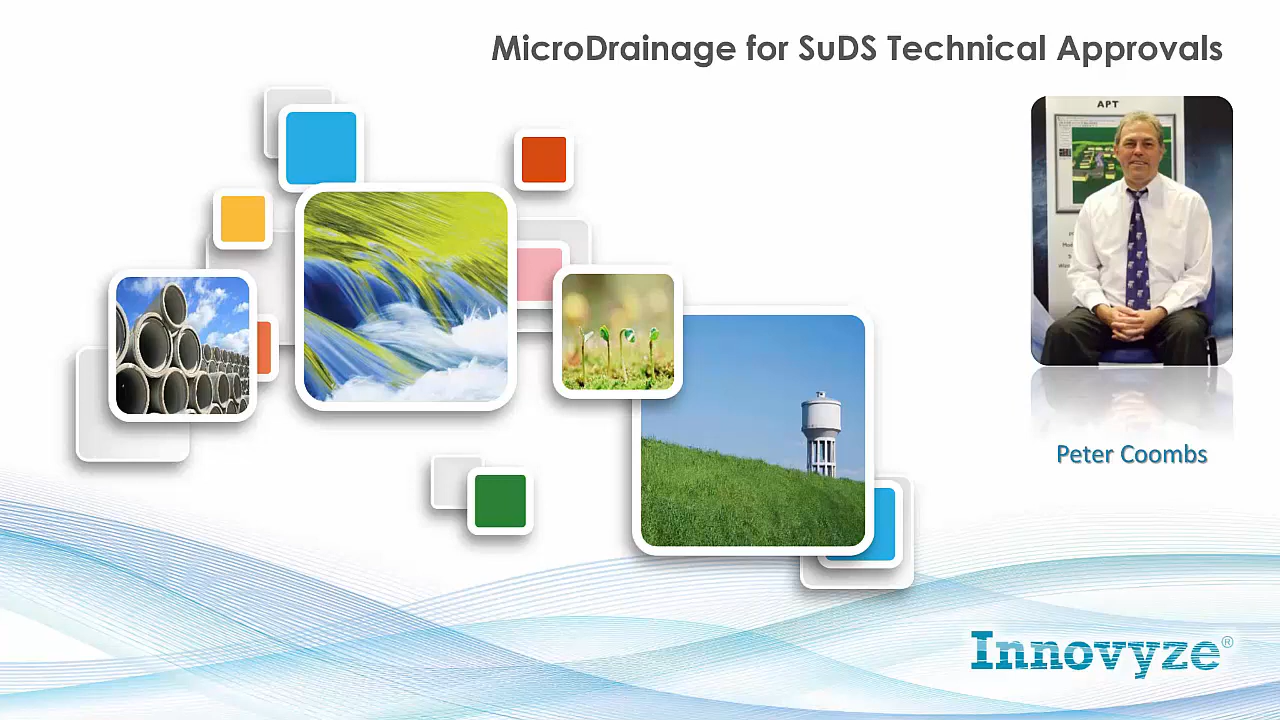 MicroDrainage for SuDS Technical Approvals
APT
Peter Coombs
Innovyze®